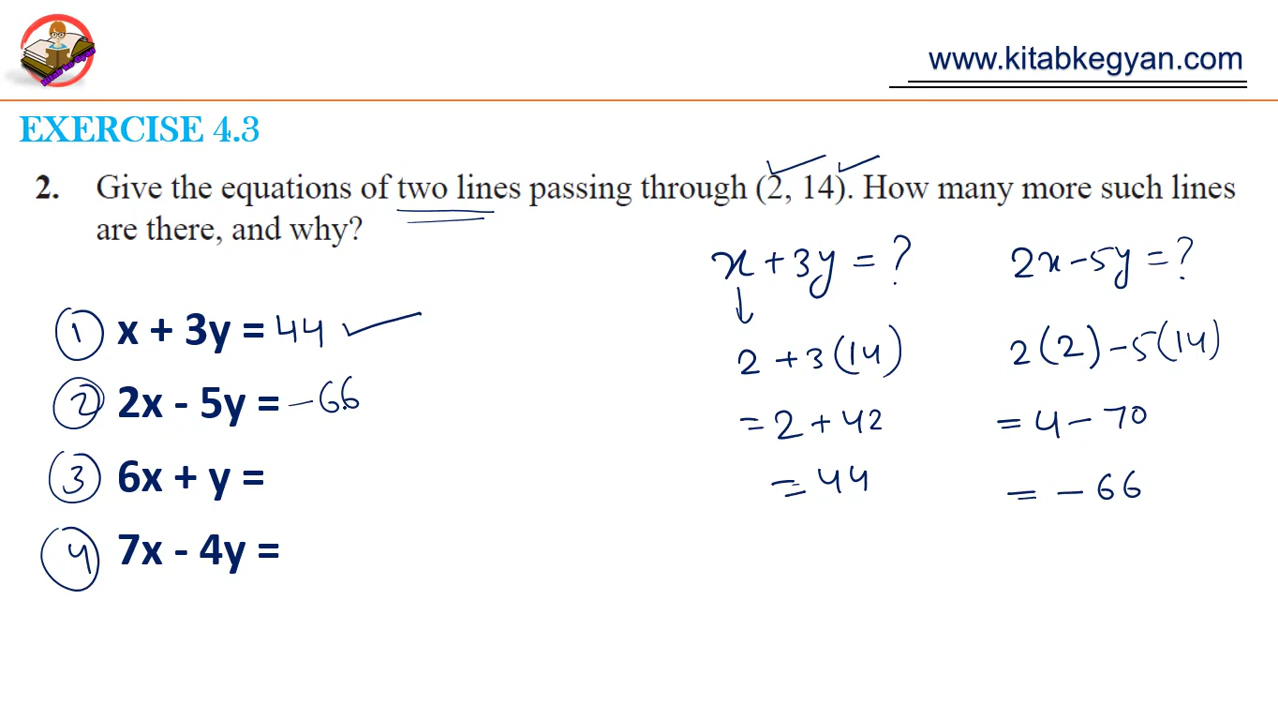 www.kitabkegyan.com
EXERCISE 4.3
2. Give the equations of two lines passing through (2, 14). How many more such lines
are there, and why?
① x + 3y = 44 ✓
② 2x - 5y = -66
③ 6x + y =
④ 7x - 4y =
x + 3y = ?
↓
2 + 3(14)
= 2 + 42
= 44
2x - 5y = ?
2(2) - 5(14)
= 4 - 70
= - 66